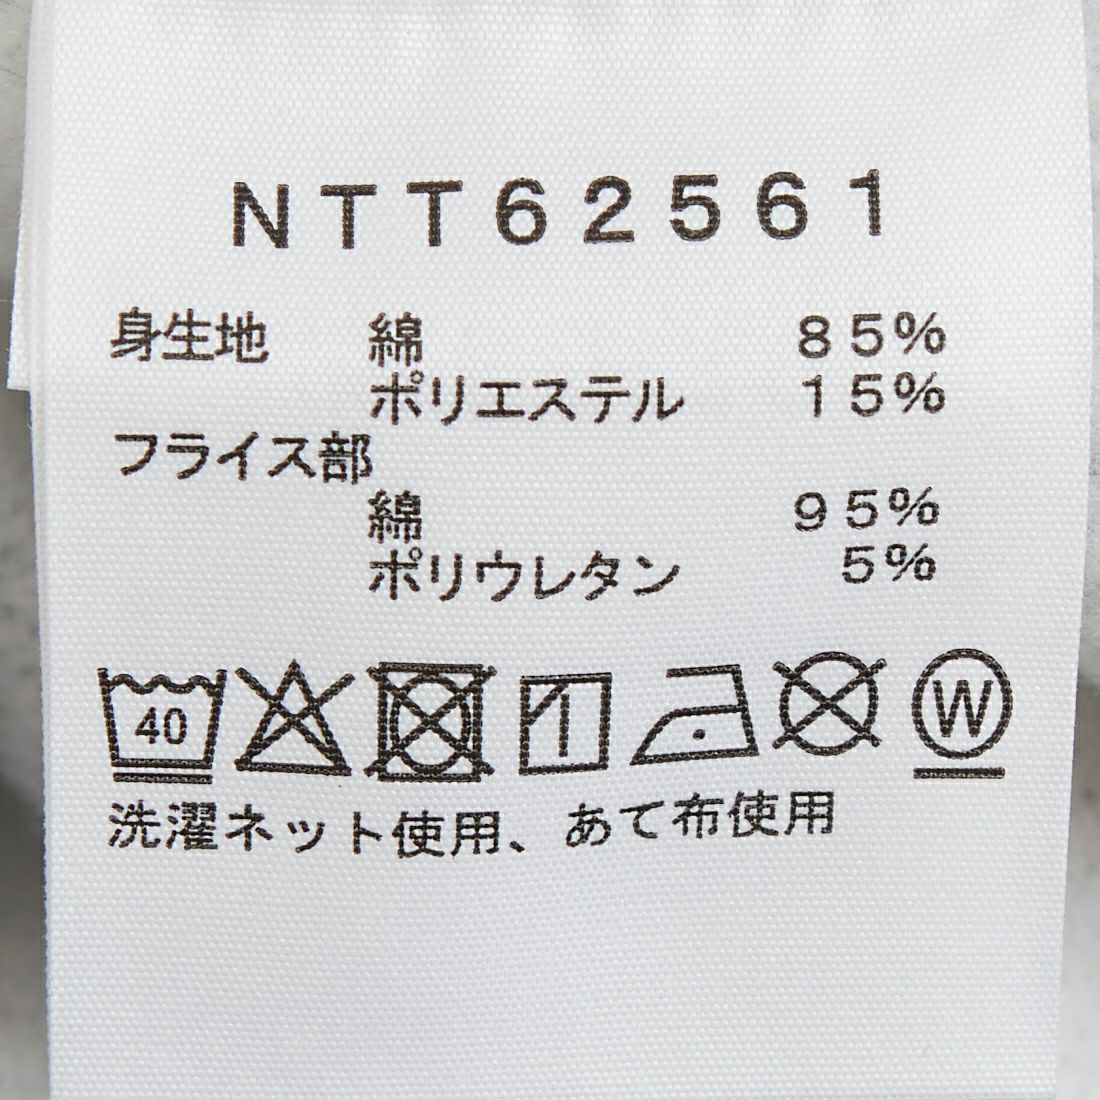 NTT62561
身生地 綿 85%
ポリエステル 15%
フライス部
綿 95%
ポリウレタン 5%
40 W
洗濯ネット使用、あて布使用